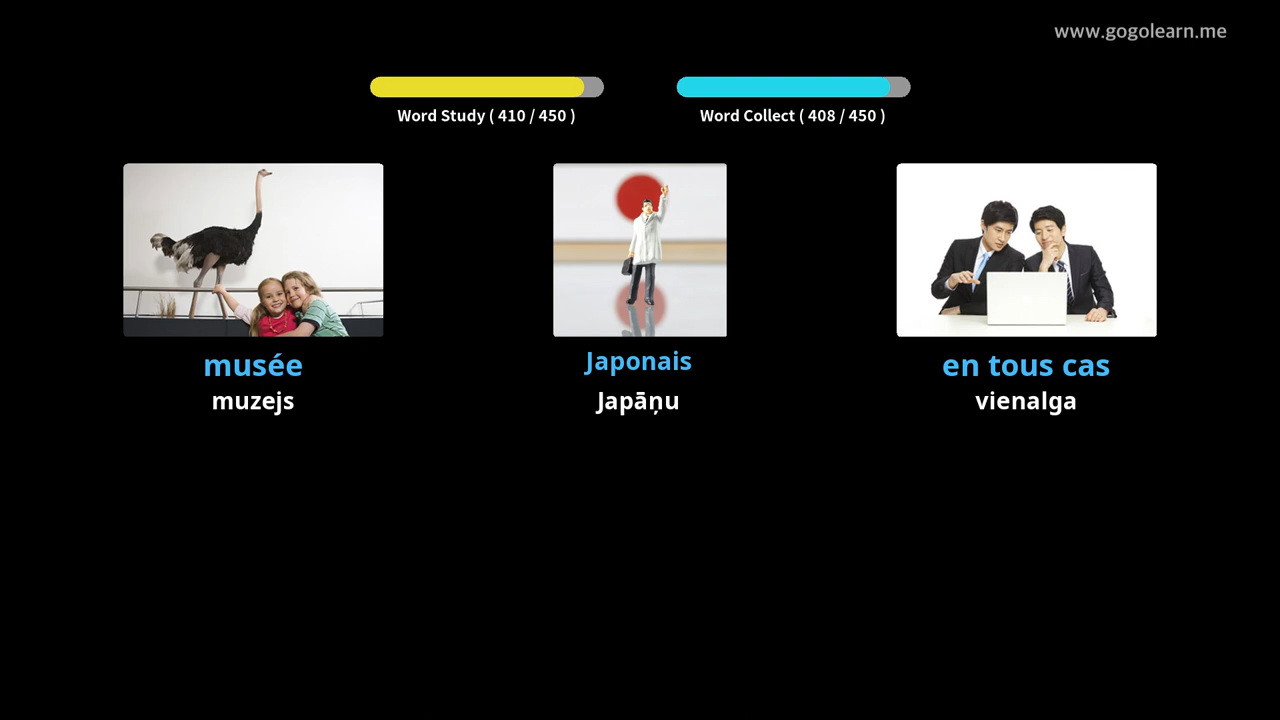 www.gogolearn.me
Word Study ( 410 / 450 )
Word Collect ( 408 / 450 )
musée
muzejs
Japonais
Japāņu
en tous cas
vienalga